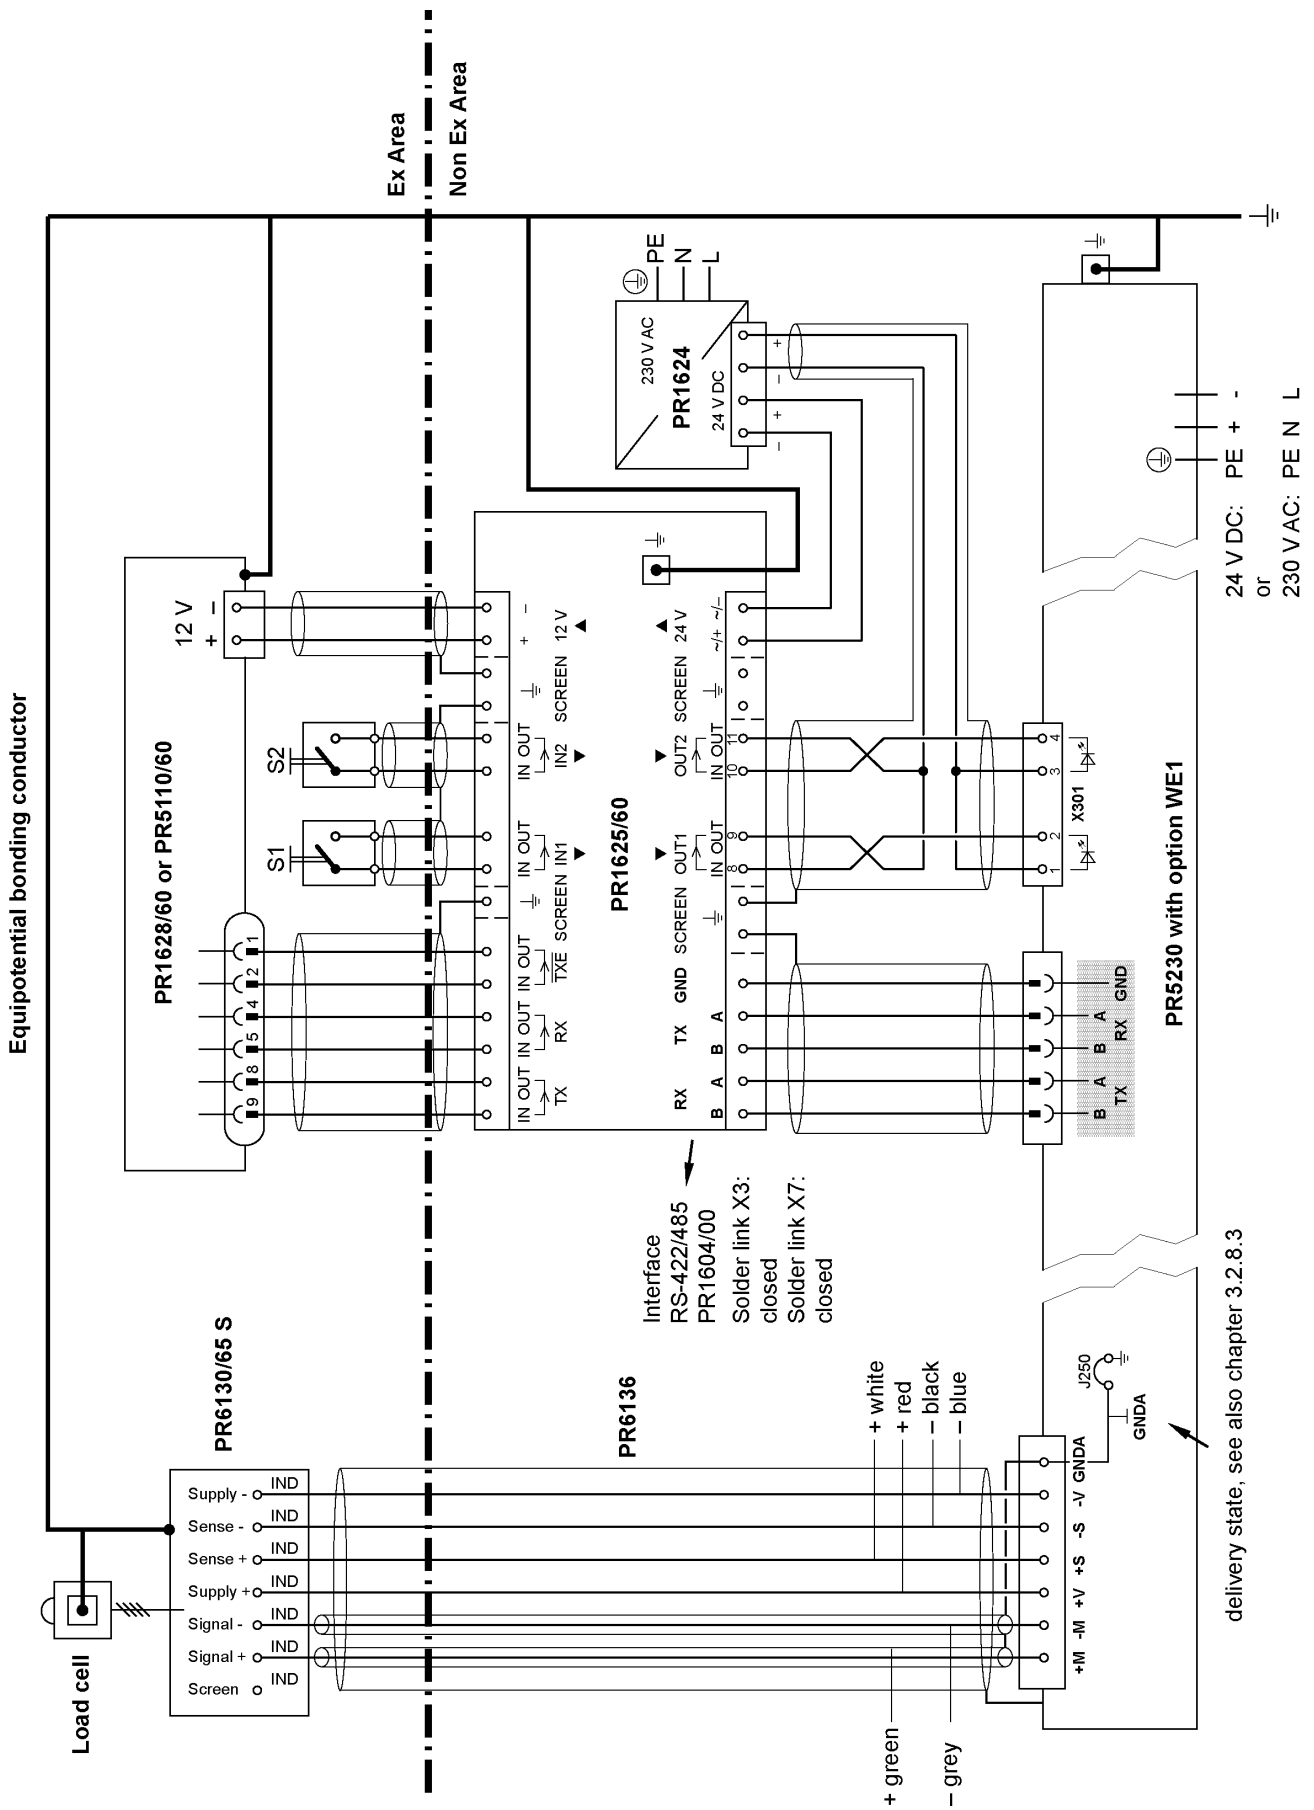 Equipotential bonding conductor
Ex Area
Non Ex Area
Load cell
PR6130/65 S
Supply - IND
Sense - IND
Sense + IND
Supply + IND
Signal - IND
Signal + IND
Screen IND
PR1628/60 or PR5110/60
12 V
+ –
9 8 5 4 2 1
S1
S2
IN OUT IN OUT IN OUT SCREEN IN OUT IN OUT SCREEN + –
TX RX TXE IN1 IN2 12 V
PR1625/60
RX TX GND SCREEN OUT1 OUT2 SCREEN 24 V
B A B A IN OUT IN OUT ~/+ ~/–
8 9 10 11
230 V AC
PR1624
24 V DC
– + – +
PE
N
L
Interface
RS-422/485
PR1604/00
Solder link X3:
closed
Solder link X7:
closed
PR6136
+ white
+ red
– black
– blue
+ green
– grey
+M -M +V +S -S -V GNDA
J250
GNDA
B A B A GND
TX RX
1 2 3 4
X301
PR5230 with option WE1
delivery state, see also chapter 3.2.8.3
24 V DC: PE + -
or
230 V AC: PE N L